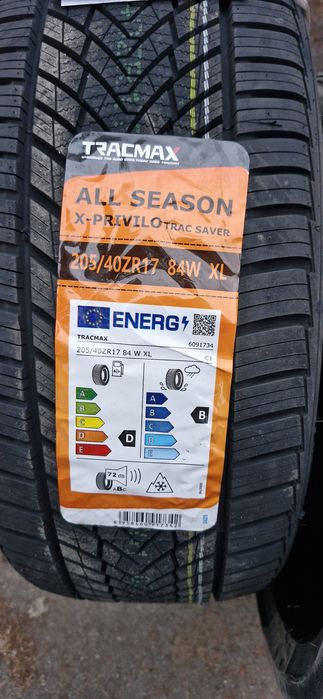 TRACMAX
ALL SEASON
X-PRIVILO TRAC SAVER
205/40ZR17 84W XL
ENERG
TRACMAX 6091734
205/40ZR17 84 W XL C1
A A
B B B
C C
D D D
E E
72 dB
ABC